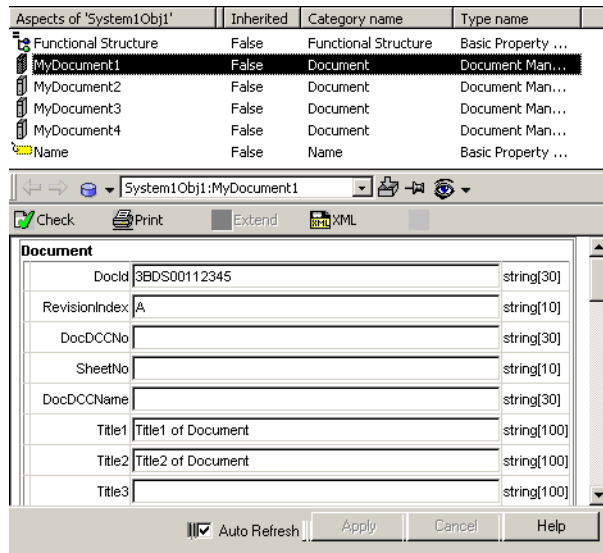 Aspects of 'System1Obj1' Inherited Category name Type name
Functional Structure False Functional Structure Basic Property ...
MyDocument1 False Document Document Man...
MyDocument2 False Document Document Man...
MyDocument3 False Document Document Man...
MyDocument4 False Document Document Man...
Name False Name Basic Property ...
System1Obj1:MyDocument1
Check Print Extend XML XML
Document
DocId 3BDS00112345 string[30]
RevisionIndex A string[10]
DocDCCNo string[30]
SheetNo string[10]
DocDCCName string[30]
Title1 Title1 of Document string[100]
Title2 Title2 of Document string[100]
Title3 string[100]
Auto Refresh Apply Cancel Help